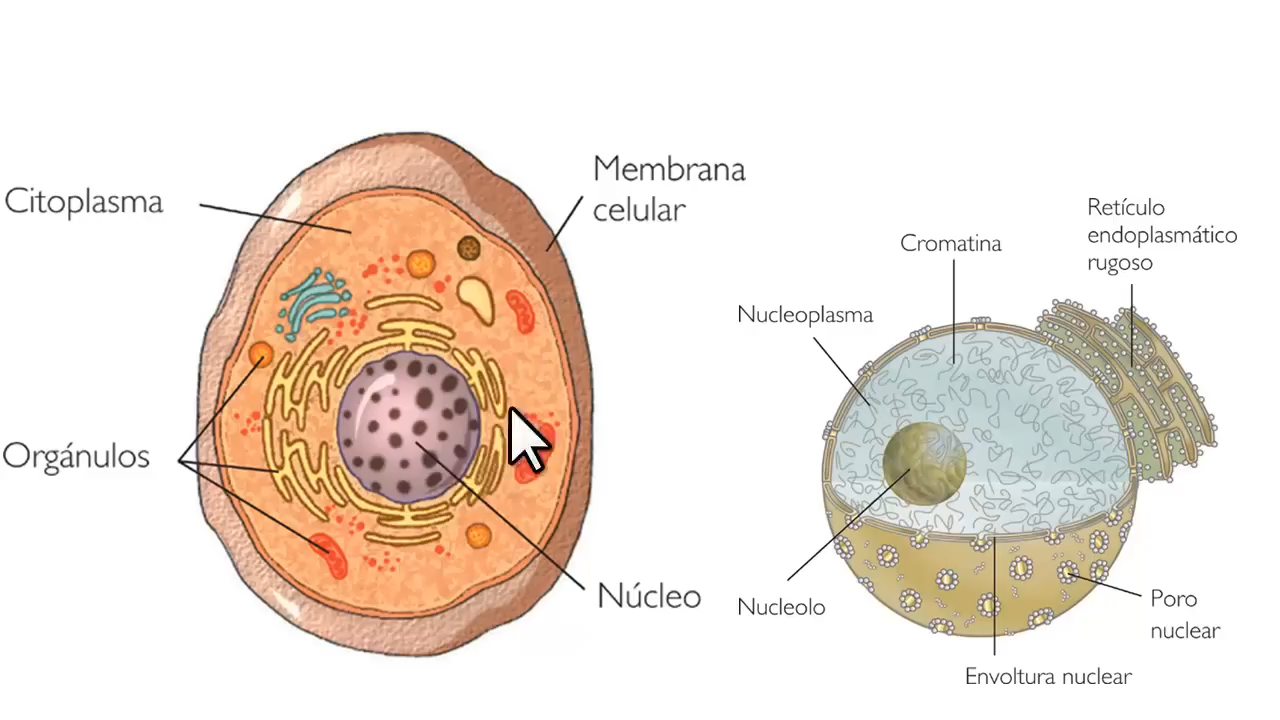 Citoplasma
Membrana
celular
Orgánulos
Núcleo
Retículo
endoplasmático
rugoso
Cromatina
Nucleoplasma
Nucleolo
Poro
nuclear
Envoltura nuclear